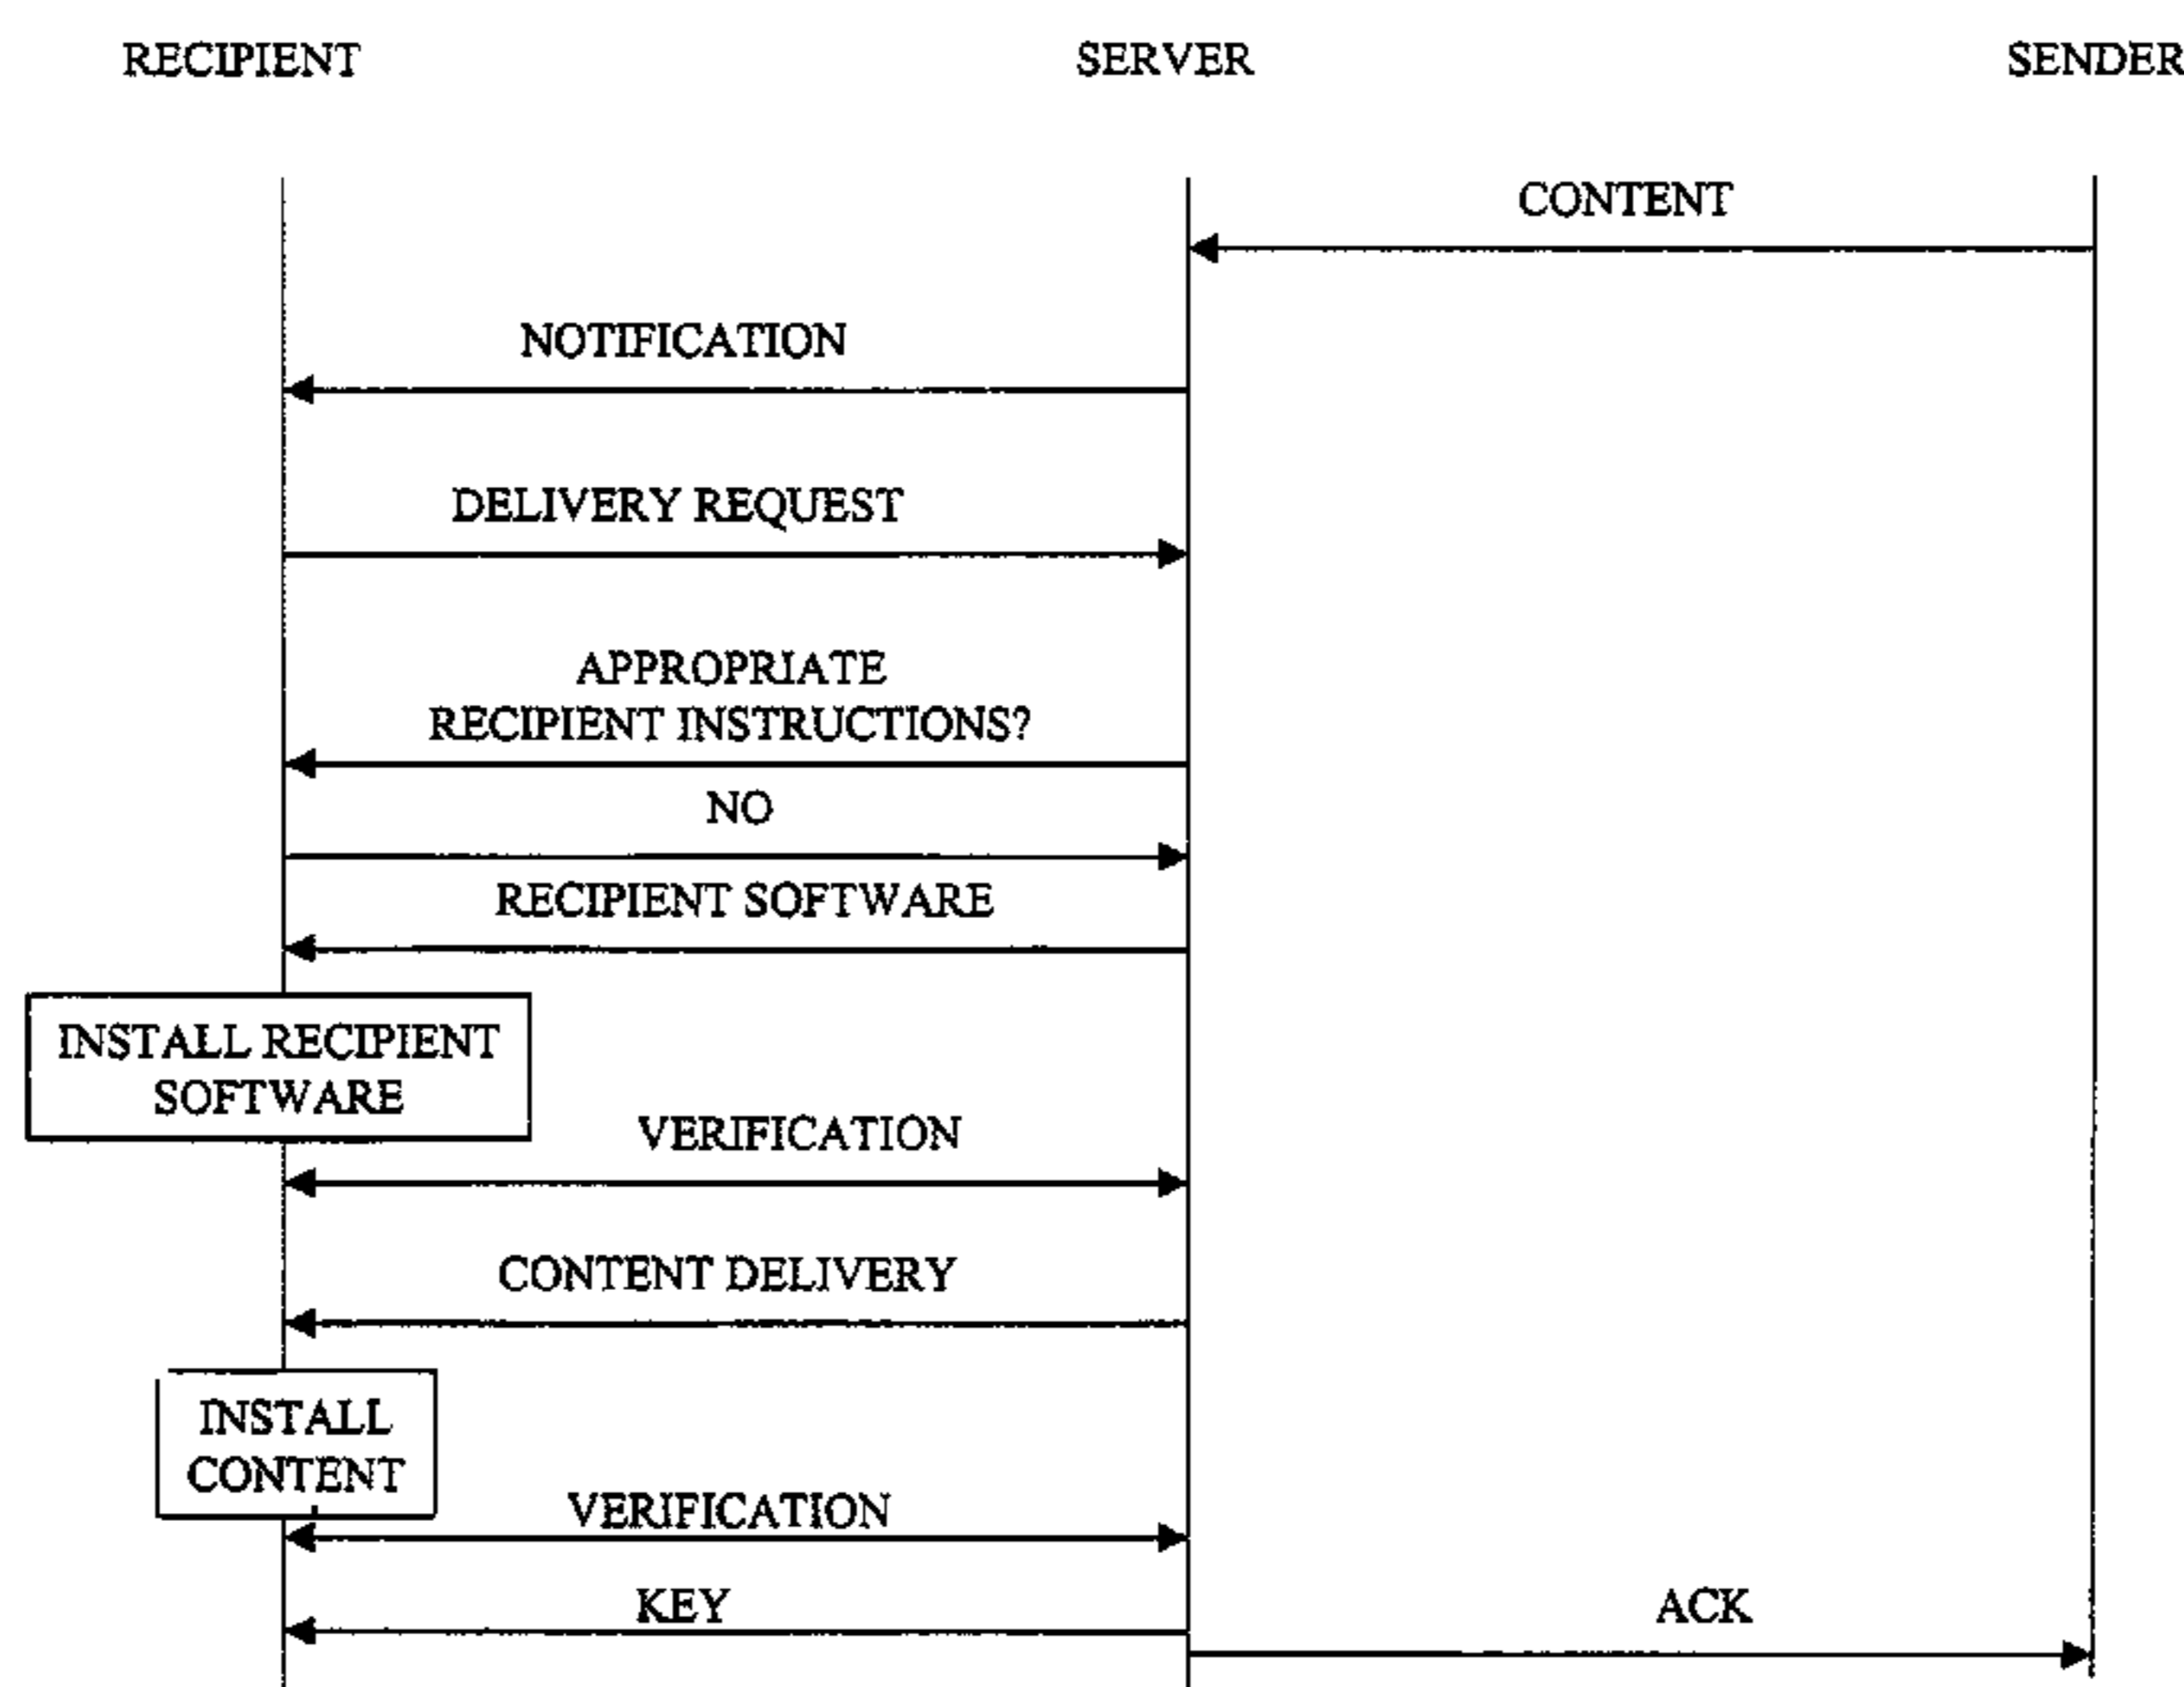 RECIPIENT
SERVER
SENDER
CONTENT
NOTIFICATION
DELIVERY REQUEST
APPROPRIATE
RECIPIENT INSTRUCTIONS?
NO
RECIPIENT SOFTWARE
INSTALL RECIPIENT
SOFTWARE
VERIFICATION
CONTENT DELIVERY
INSTALL
CONTENT
VERIFICATION
KEY
ACK